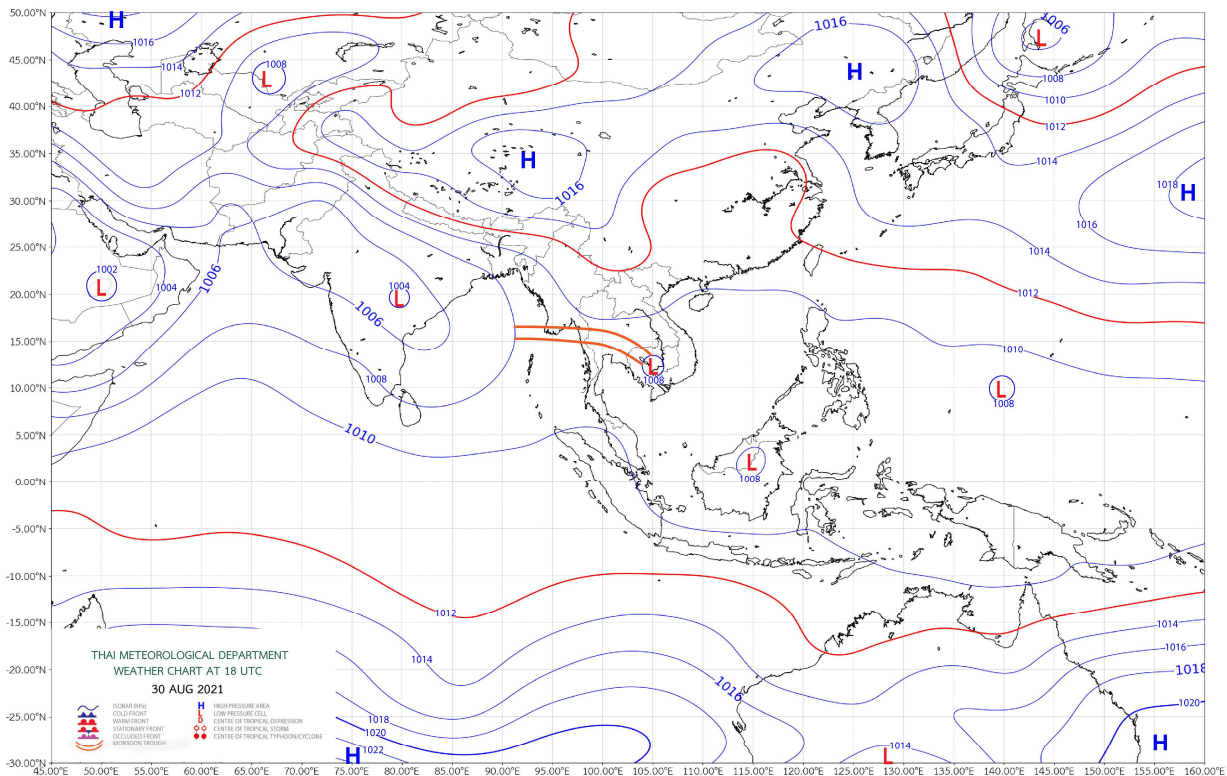 50.00°N
45.00°N
40.00°N
35.00°N
30.00°N
25.00°N
20.00°N
15.00°N
10.00°N
5.00°N
0.00°N
-5.00°N
-10.00°N
-15.00°N
-20.00°N
-25.00°N
-30.00°N
H
1016
1014
1012
1008
L
1016
H
1006
L
1008
1010
1012
1014
H
1016
1018
H
1016
1014
1002
L
1004
1006
1004
L
1006
1008
1010
1012
1010
L
1008
L
1008
L
1008
1012
1014
1016
1018
1020
1022
H
1014
L
1014
1016
1018
1020
H
THAI METEOROLOGICAL DEPARTMENT
WEATHER CHART AT 18 UTC
30 AUG 2021
ISOBAR (hPa)
COLD FRONT
WARM FRONT
STATIONARY FRONT
OCCLUDED FRONT
MONSOON TROUGH
H HIGH PRESSURE AREA
L LOW PRESSURE CELL
D CENTRE OF TROPICAL DEPRESSION
CENTRE OF TROPICAL STORM
CENTRE OF TROPICAL TYPHOON/CYCLONE
45.00°E 50.00°E 55.00°E 60.00°E 65.00°E 70.00°E 75.00°E 80.00°E 85.00°E 90.00°E 95.00°E 100.00°E 105.00°E 110.00°E 115.00°E 120.00°E 125.00°E 130.00°E 135.00°E 140.00°E 145.00°E 150.00°E 155.00°E 160.00°E